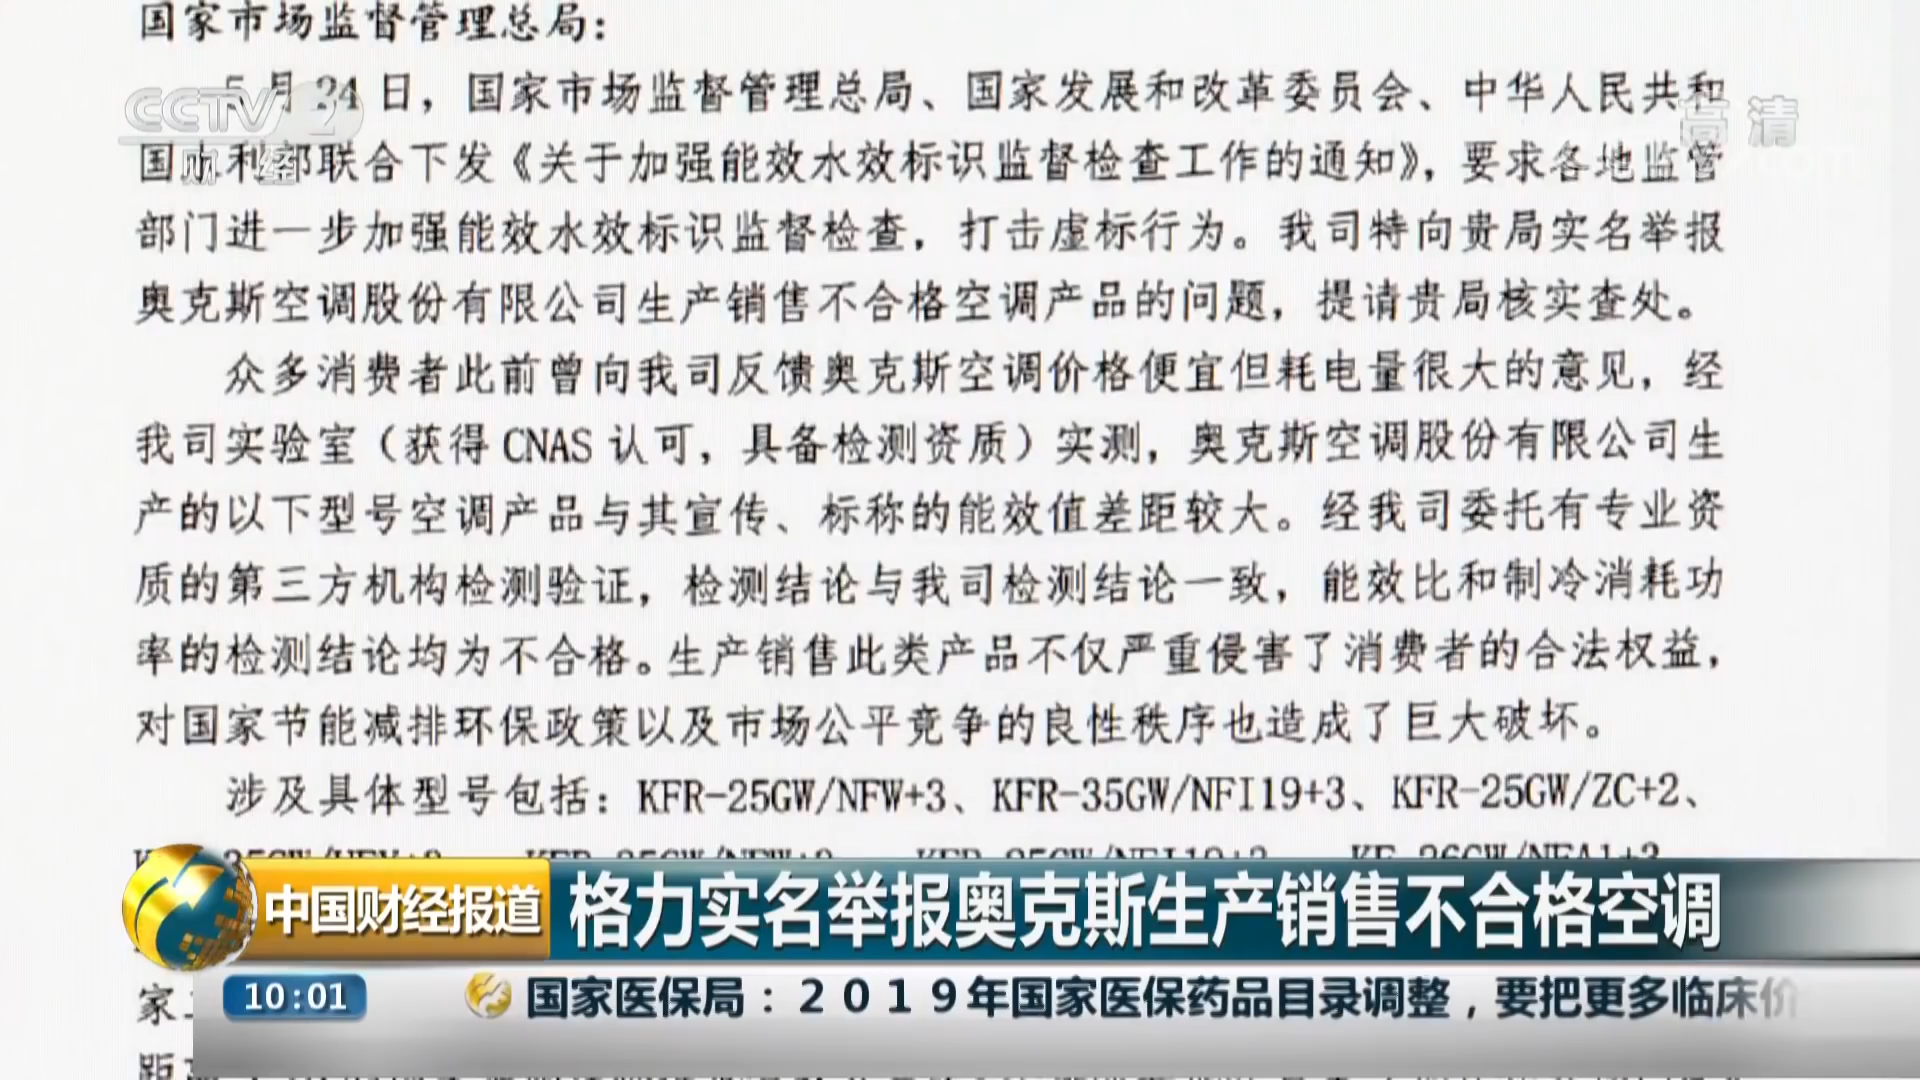 国家市场监督管理总局：
5月24日，国家市场监督管理总局、国家发展和改革委员会、中华人民共和
国水利部联合下发《关于加强能效水效标识监督检查工作的通知》，要求各地监管
部门进一步加强能效水效标识监督检查，打击虚标行为。我司特向贵局实名举报
奥克斯空调股份有限公司生产销售不合格空调产品的问题，提请贵局核实查处。
众多消费者此前曾向我司反馈奥克斯空调价格便宜但耗电量很大的意见，经
我司实验室（获得CNAS认可，具备检测资质）实测，奥克斯空调股份有限公司生
产的以下型号空调产品与其宣传、标称的能效值差距较大。经我司委托有专业资
质的第三方机构检测验证，检测结论与我司检测结论一致，能效比和制冷消耗功
率的检测结论均为不合格。生产销售此类产品不仅严重侵害了消费者的合法权益，
对国家节能减排环保政策以及市场公平竞争的良性秩序也造成了巨大破坏。
涉及具体型号包括：KFR-25GW/NFW+3、KFR-35GW/NFI19+3、KFR-25GW/ZC+2、
CCTV 2
财经
高清
中国财经报道
格力实名举报奥克斯生产销售不合格空调
10:01
国家医保局：2019年国家医保药品目录调整，要把更多临床价
家
距